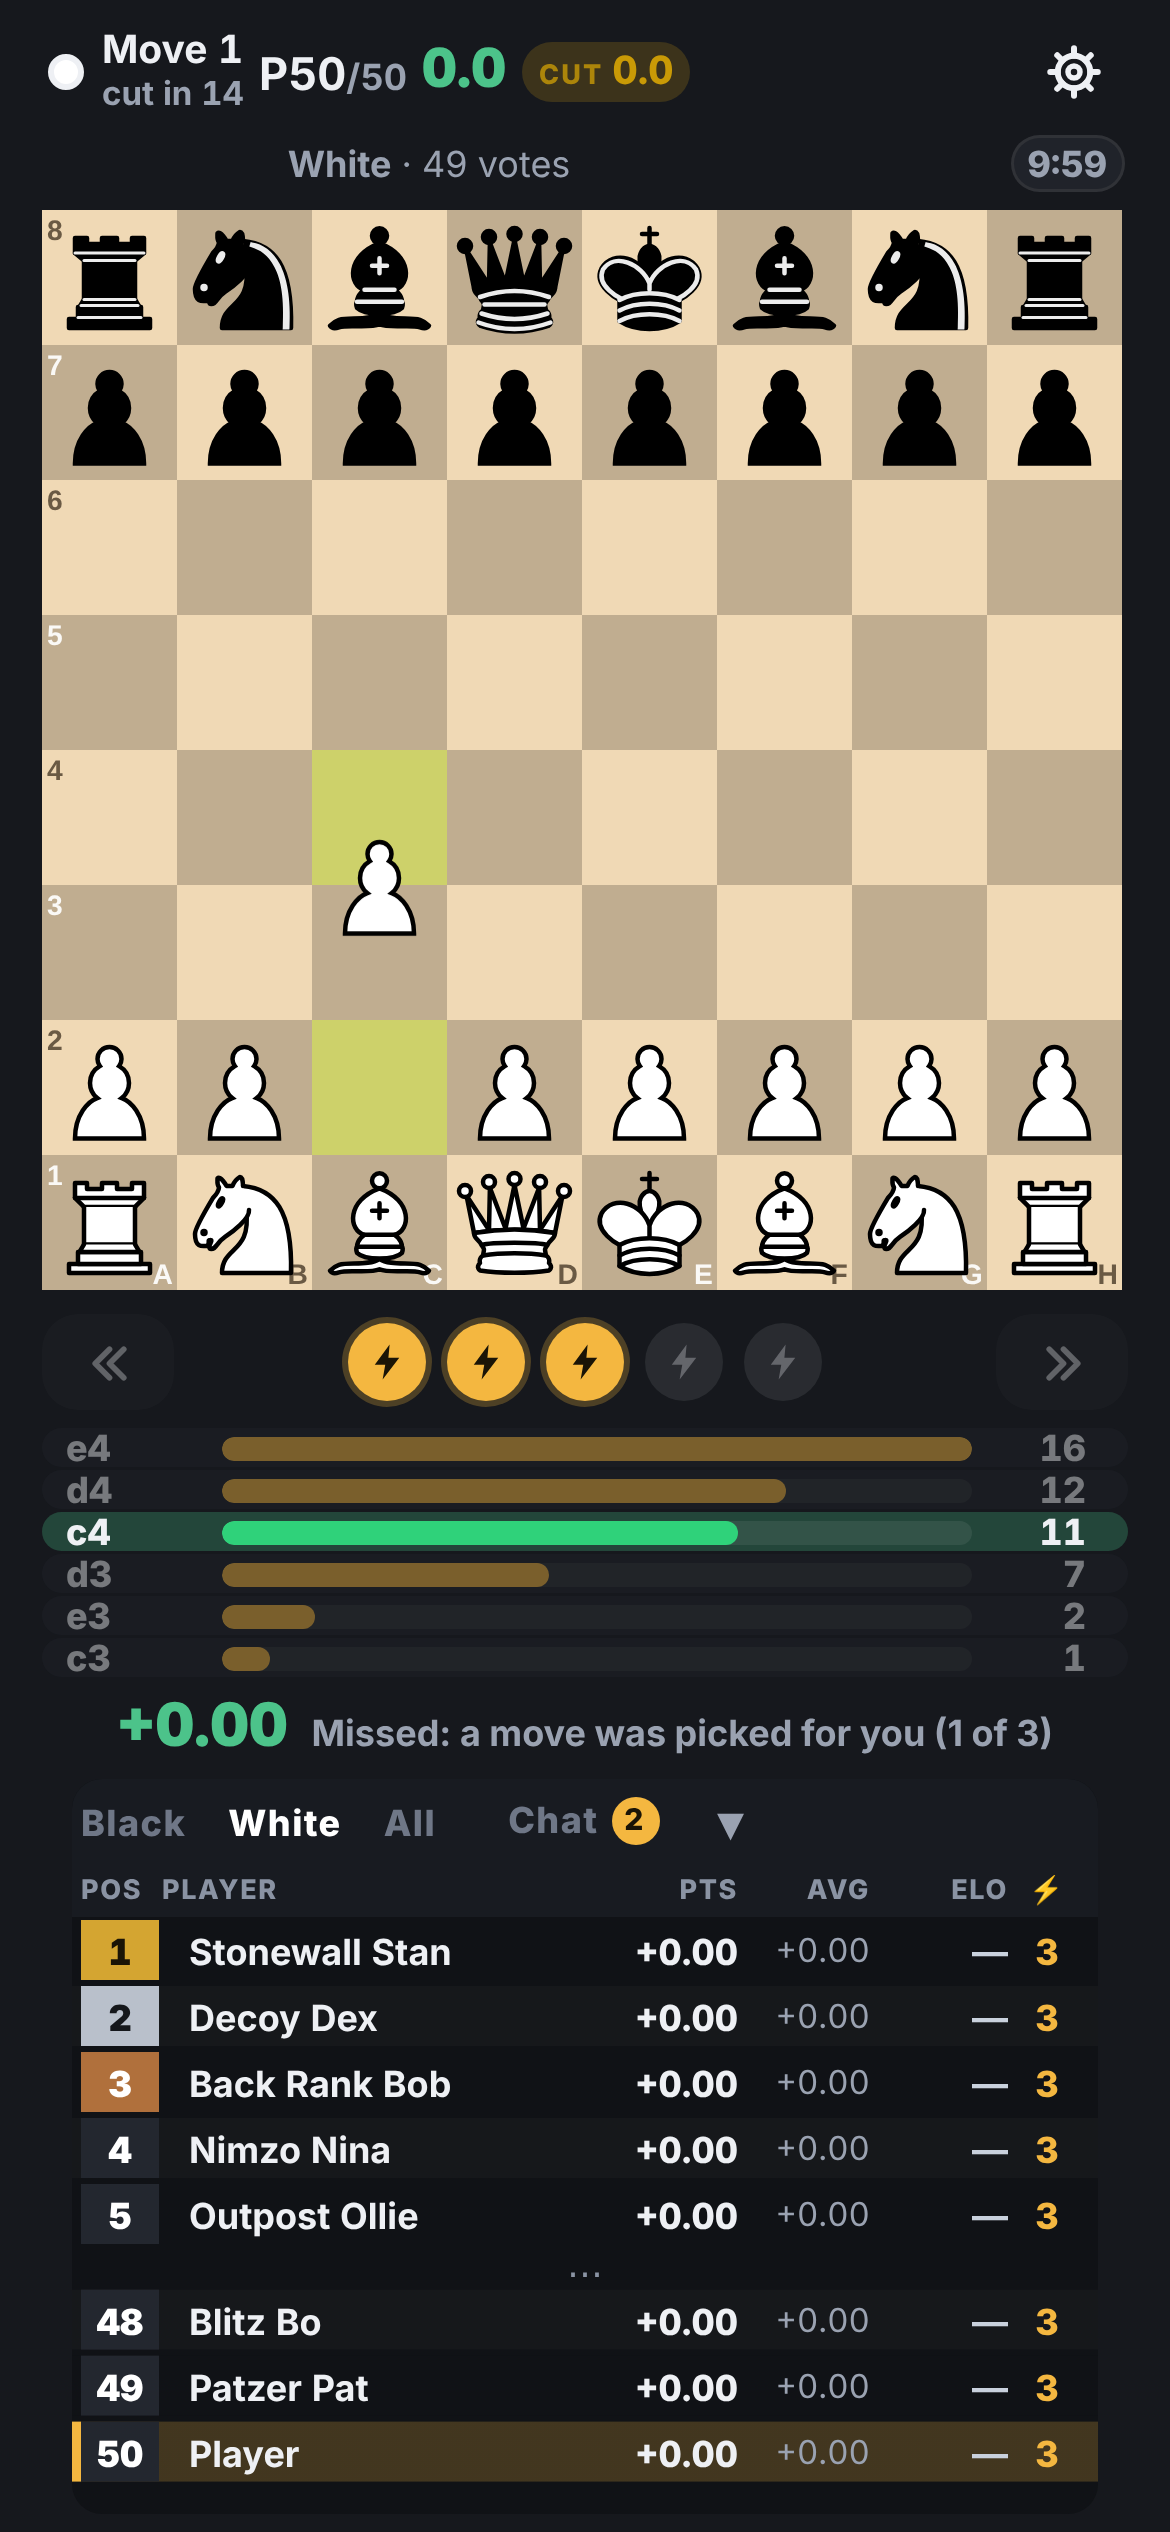 Move 1
cut in 14
P50/50 0.0 CUT 0.0
White · 49 votes
9:59
8
7
6
5
4
3
2
1
A B C D E F G H
e4 16
d4 12
c4 11
d3 7
e3 2
c3 1
+0.00 Missed: a move was picked for you (1 of 3)
Black White All Chat 2 ▼
POS PLAYER PTS AVG ELO ⚡
1 Stonewall Stan +0.00 +0.00 — 3
2 Decoy Dex +0.00 +0.00 — 3
3 Back Rank Bob +0.00 +0.00 — 3
4 Nimzo Nina +0.00 +0.00 — 3
5 Outpost Ollie +0.00 +0.00 — 3
...
48 Blitz Bo +0.00 +0.00 — 3
49 Patzer Pat +0.00 +0.00 — 3
50 Player +0.00 +0.00 — 3